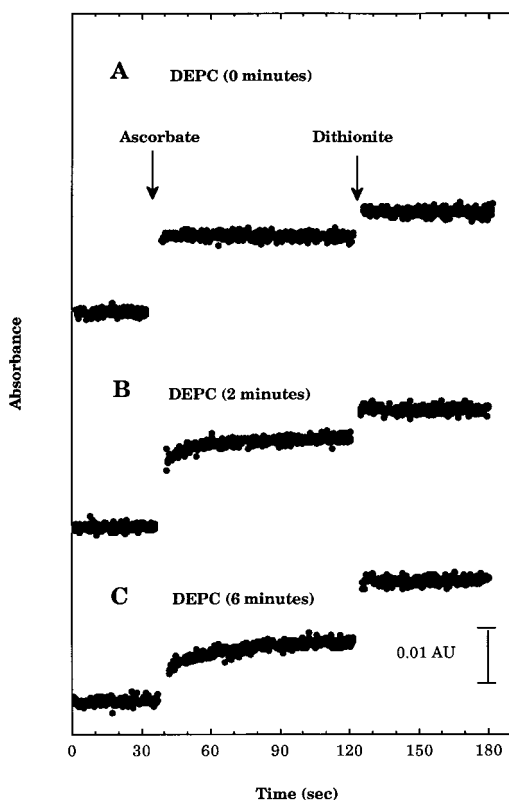 A DEPC (0 minutes)
Ascorbate Dithionite
Absorbance
B DEPC (2 minutes)
C DEPC (6 minutes)
0.01 AU
0 30 60 90 120 150 180
Time (sec)